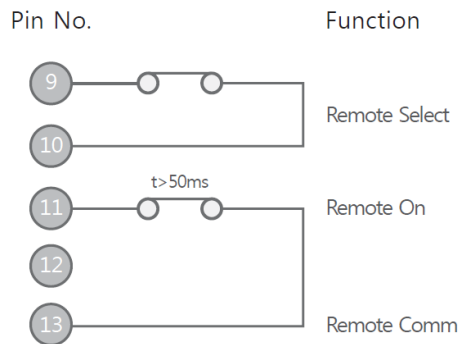 Pin No. Function
9
Remote Select
10
t>50ms
11 Remote On
12
13 Remote Comm